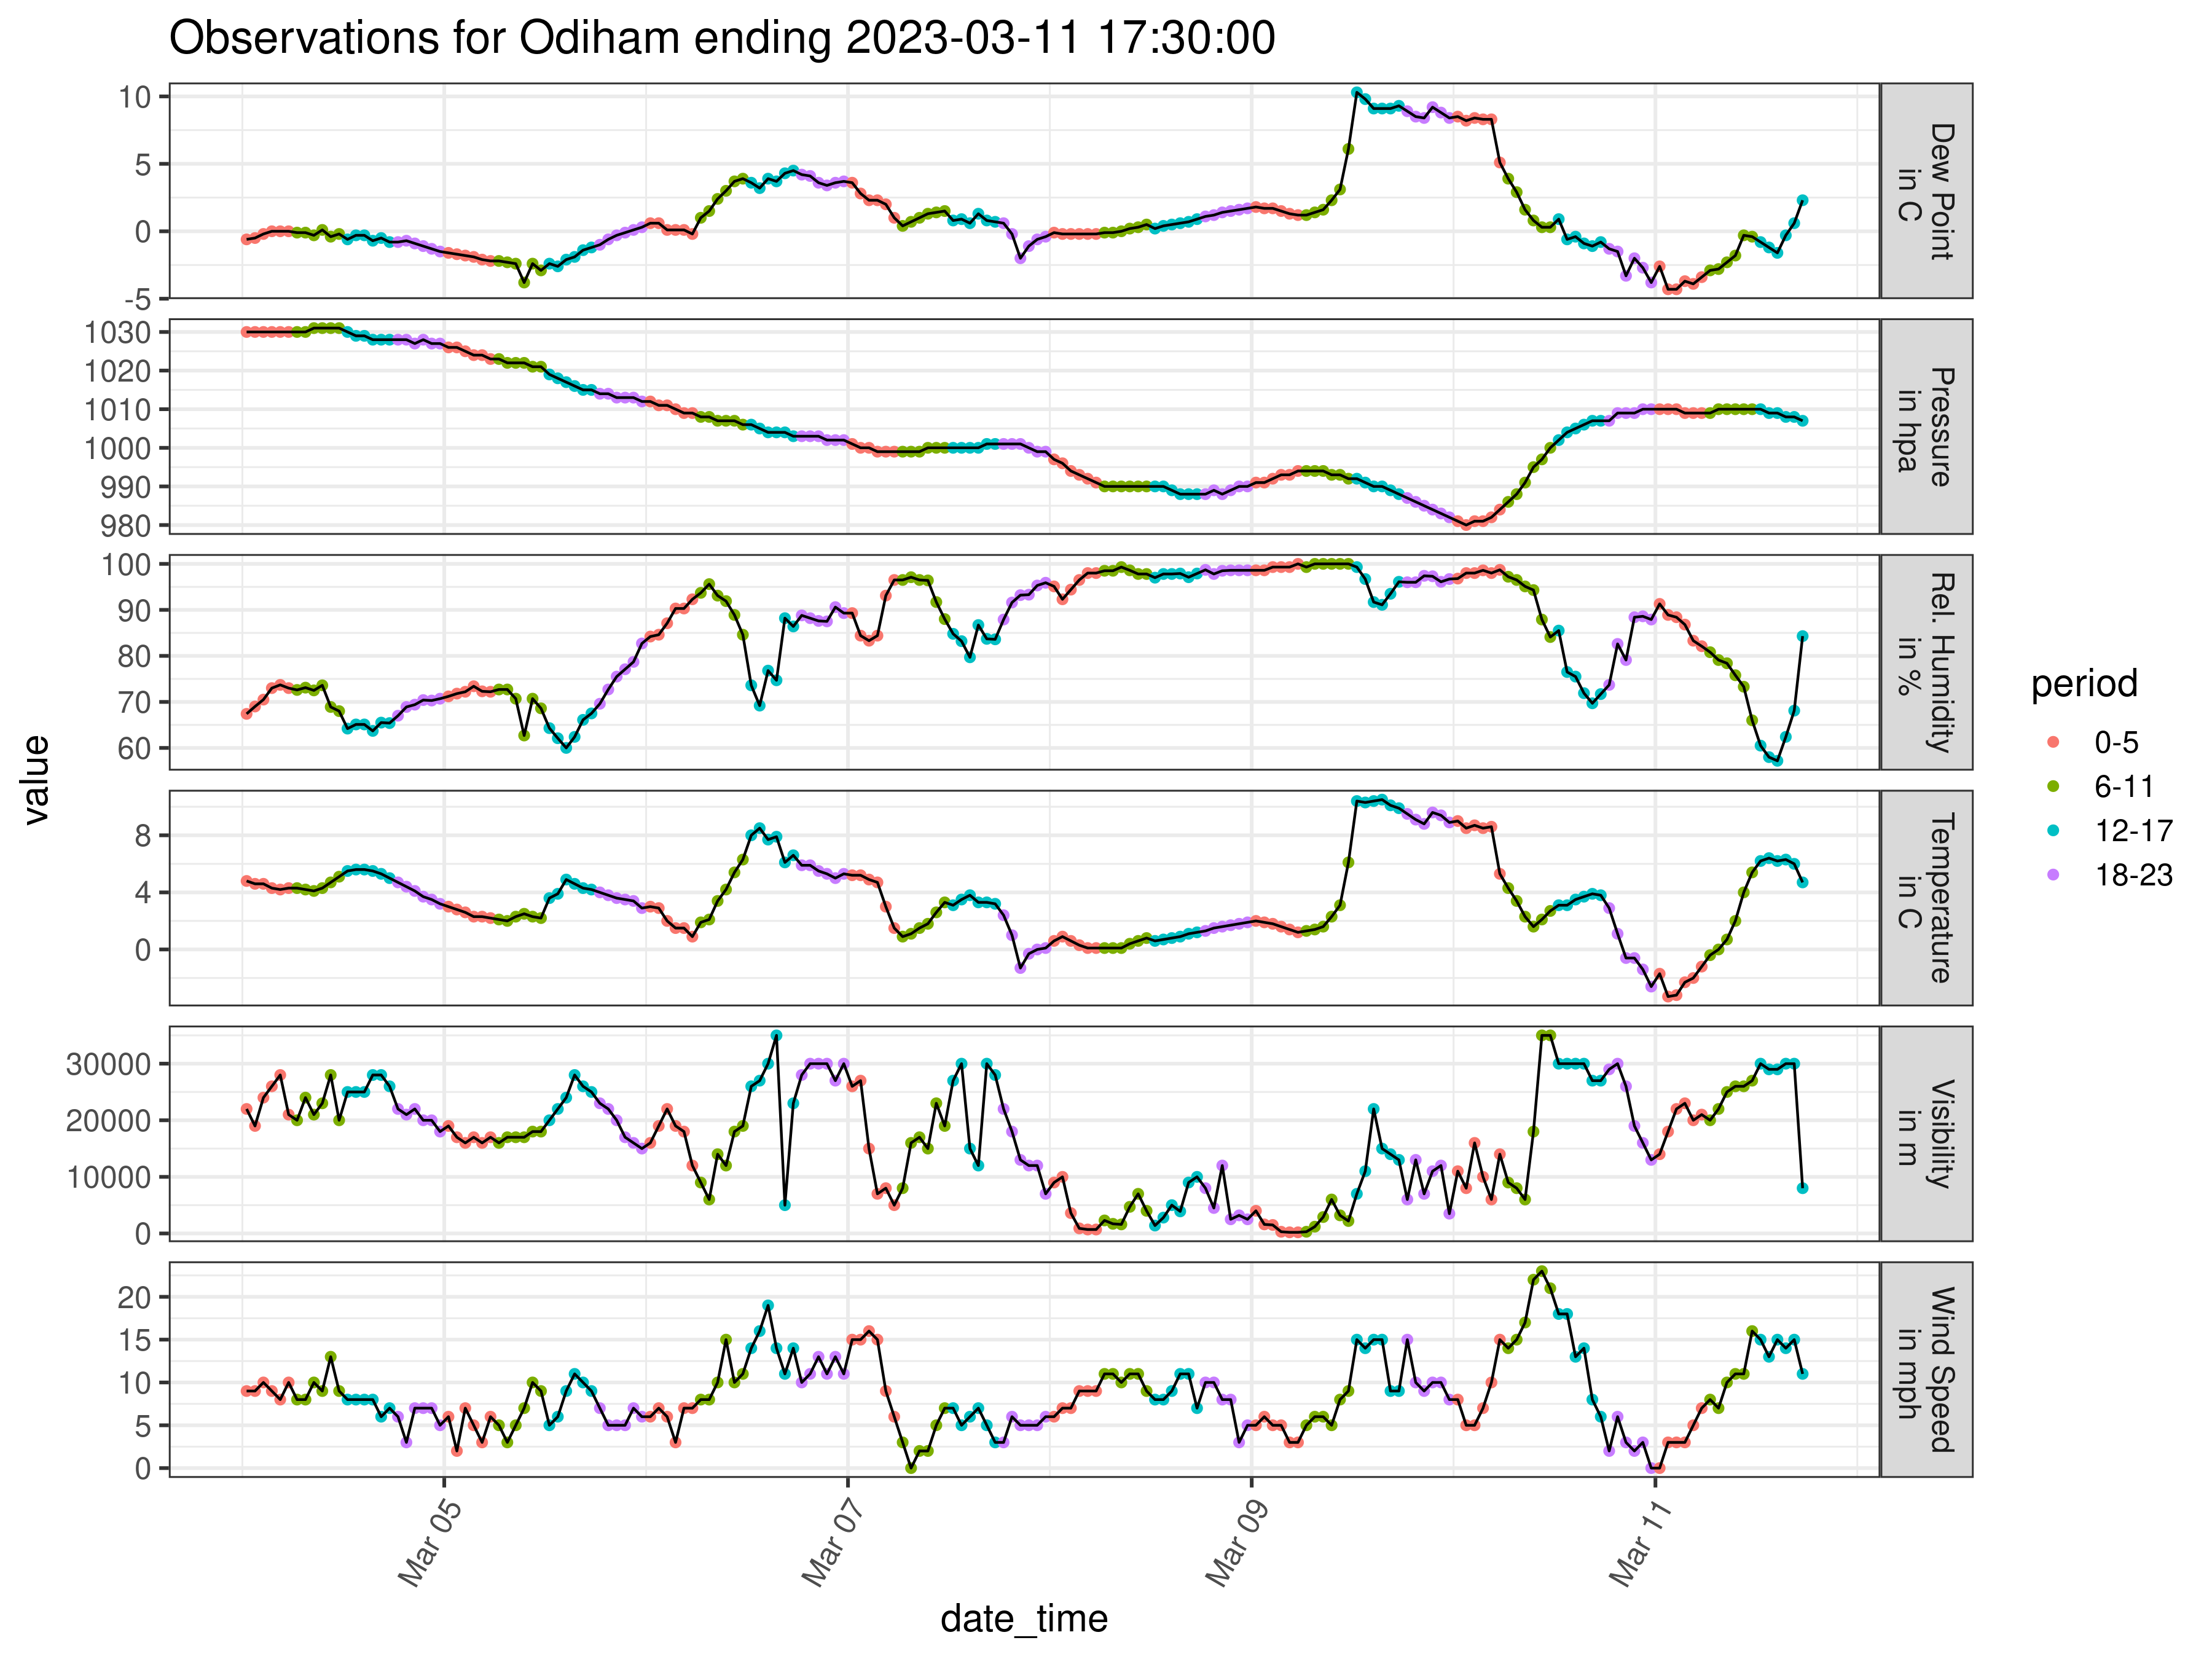 Observations for Odiham ending 2023-03-11 17:30:00
value
10
5
0
-5
Dew Point
in C
1030
1020
1010
1000
990
980
Pressure
in hpa
100
90
80
70
60
Rel. Humidity
in %
8
4
0
Temperature
in C
30000
20000
10000
0
Visibility
in m
20
15
10
5
0
Wind Speed
in mph
Mar 05
Mar 07
Mar 09
Mar 11
date_time
period
0-5
6-11
12-17
18-23